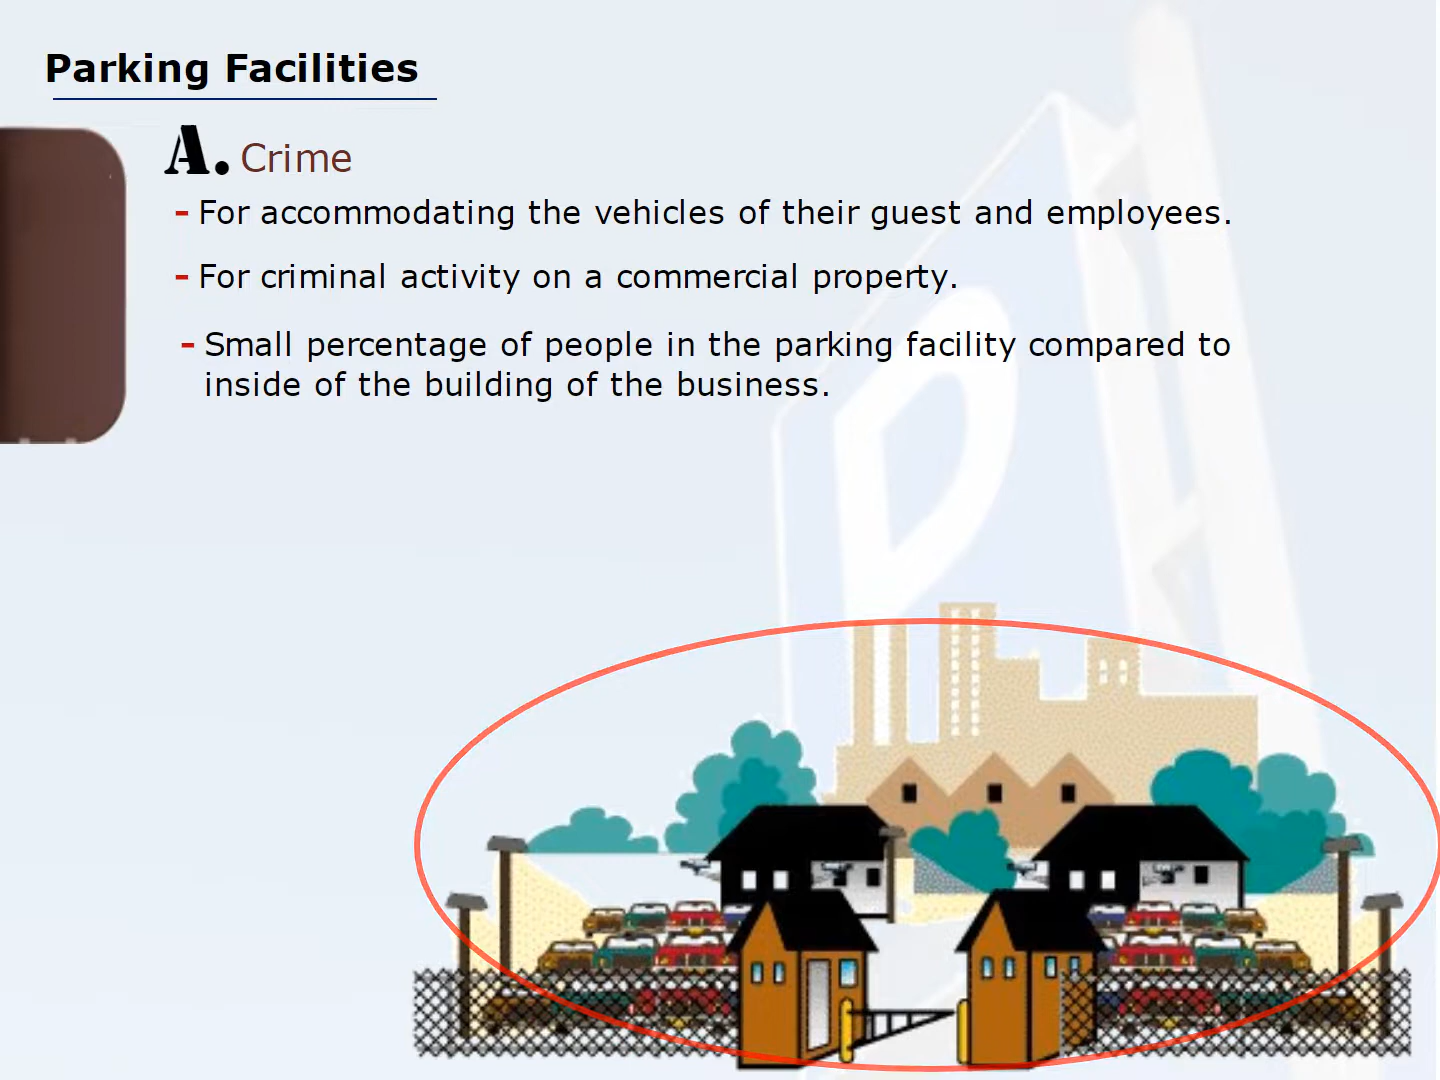 Parking Facilities
A. Crime
- For accommodating the vehicles of their guest and employees.
- For criminal activity on a commercial property.
- Small percentage of people in the parking facility compared to
inside of the building of the business.
P